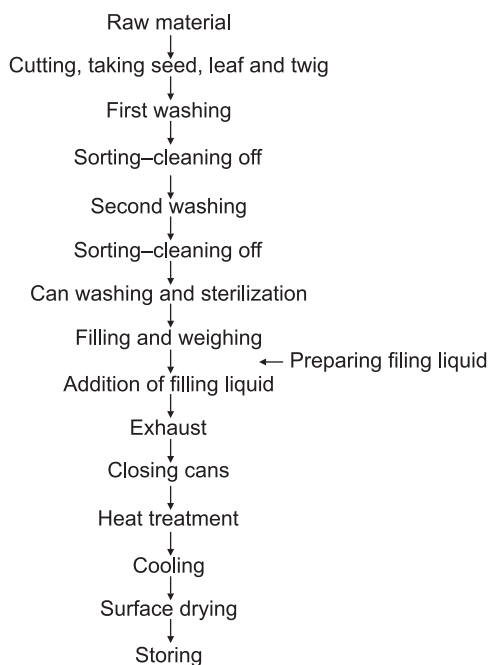 Raw material
Cutting, taking seed, leaf and twig
First washing
Sorting–cleaning off
Second washing
Sorting–cleaning off
Can washing and sterilization
Filling and weighing
Preparing filing liquid
Addition of filling liquid
Exhaust
Closing cans
Heat treatment
Cooling
Surface drying
Storing